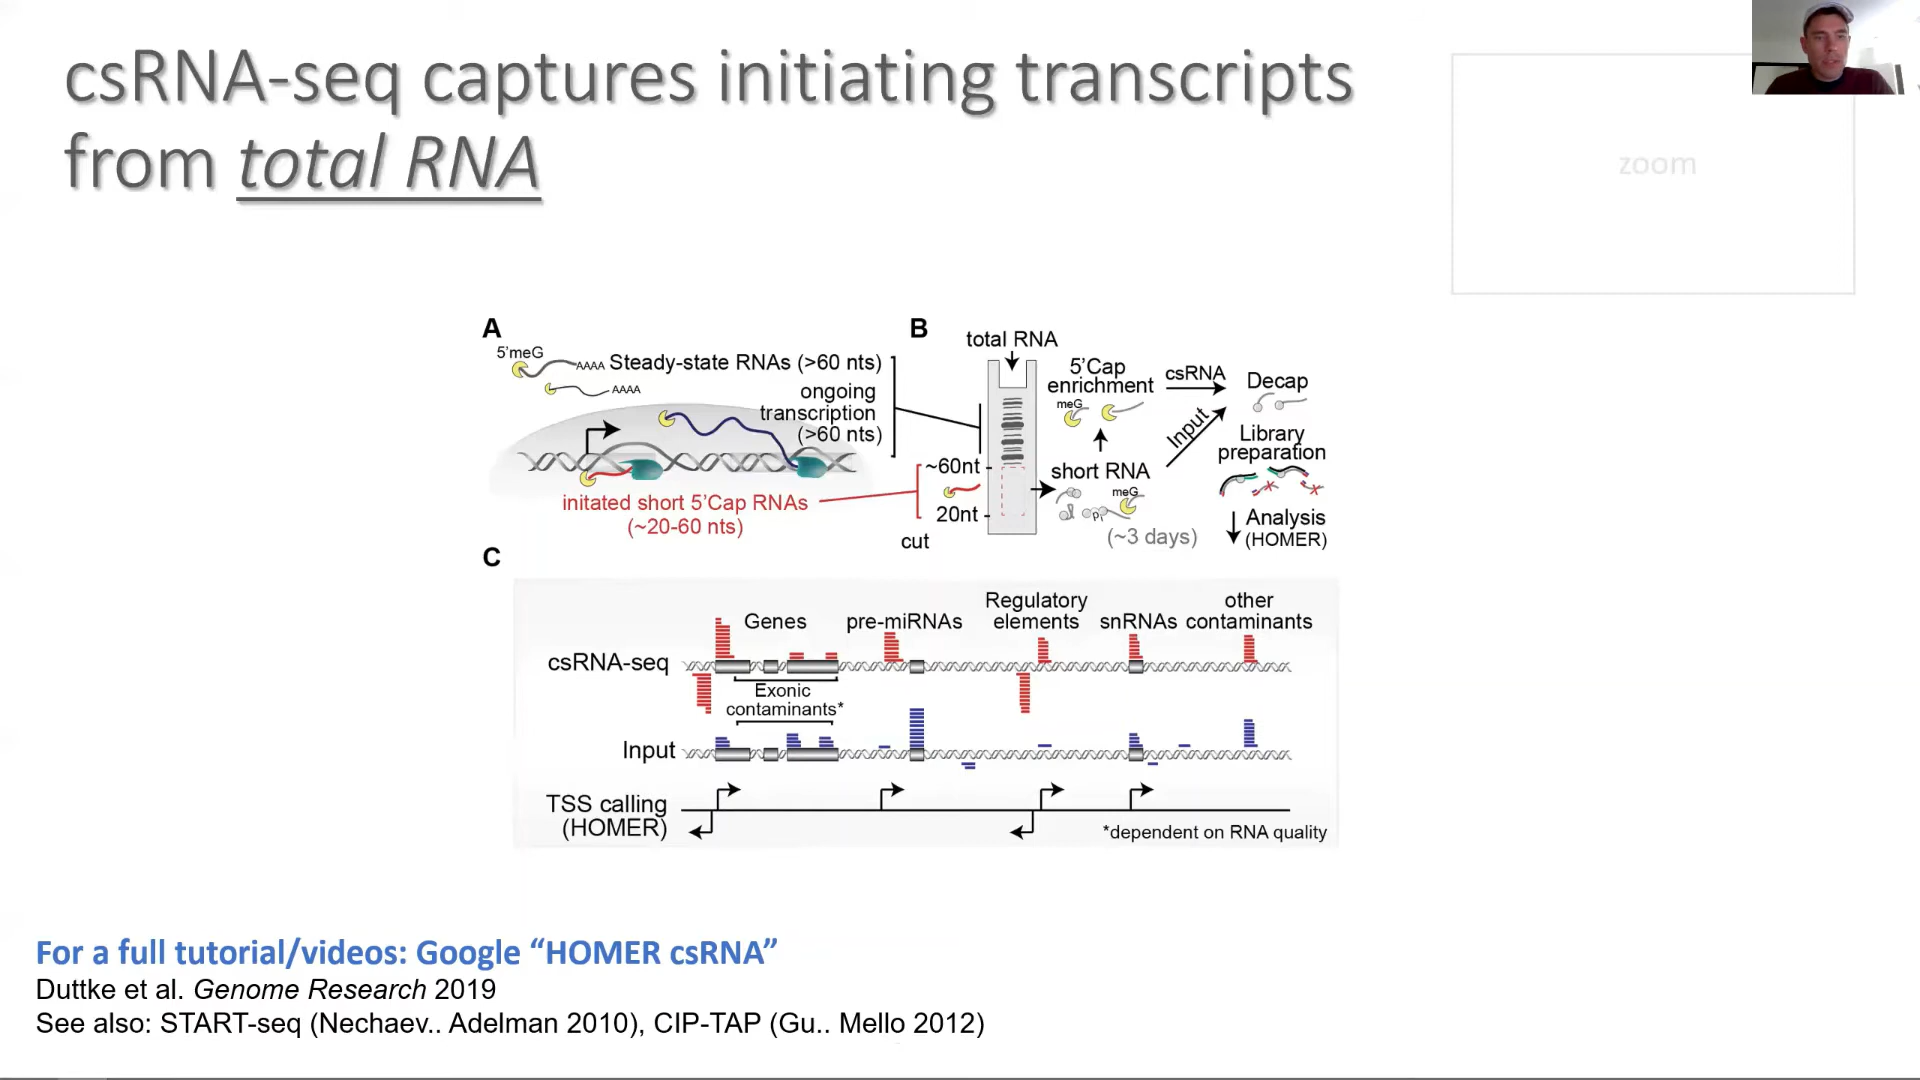 csRNA-seq captures initiating transcripts
from total RNA
zoom
A
5'meG
AAAA
Steady-state RNAs (>60 nts)
AAAA
ongoing
transcription
(>60 nts)
initated short 5'Cap RNAs
(~20-60 nts)
B
total RNA
~60nt
20nt
cut
5'Cap
enrichment
meG
short RNA
meG
Pi
(~3 days)
csRNA
Input
Decap
Library
preparation
Analysis
(HOMER)
C
Genes
pre-miRNAs
Regulatory
elements
snRNAs
other
contaminants
csRNA-seq
Exonic
contaminants*
Input
TSS calling
(HOMER)
*dependent on RNA quality
For a full tutorial/videos: Google “HOMER csRNA”
Duttke et al. Genome Research 2019
See also: START-seq (Nechaev.. Adelman 2010), CIP-TAP (Gu.. Mello 2012)